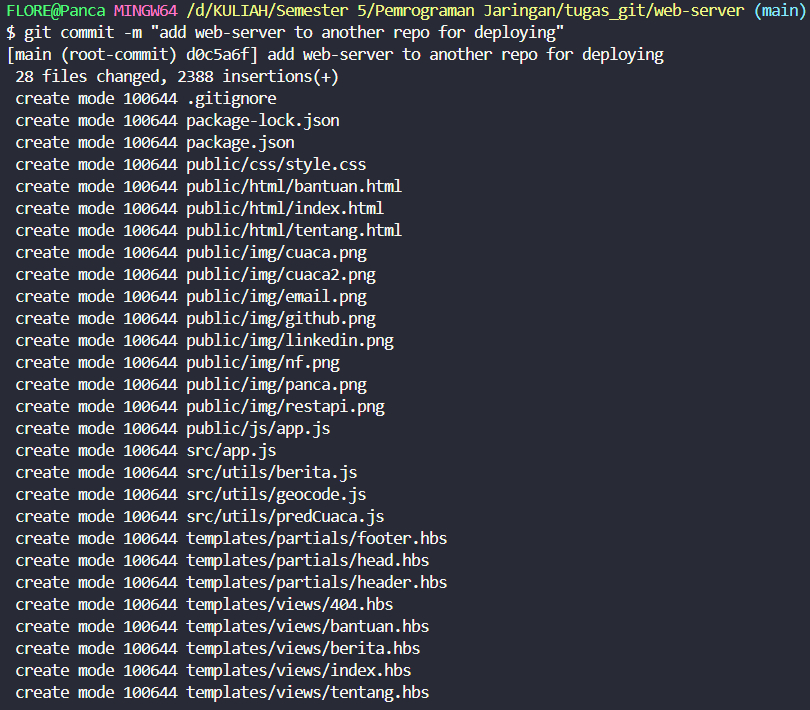 FLORE@Panca MINGW64 /d/KULIAH/Semester 5/Pemrograman Jaringan/tugas_git/web-server (main)
$ git commit -m "add web-server to another repo for deploying"
[main (root-commit) d0c5a6f] add web-server to another repo for deploying
 28 files changed, 2388 insertions(+)
 create mode 100644 .gitignore
 create mode 100644 package-lock.json
 create mode 100644 package.json
 create mode 100644 public/css/style.css
 create mode 100644 public/html/bantuan.html
 create mode 100644 public/html/index.html
 create mode 100644 public/html/tentang.html
 create mode 100644 public/img/cuaca.png
 create mode 100644 public/img/cuaca2.png
 create mode 100644 public/img/email.png
 create mode 100644 public/img/github.png
 create mode 100644 public/img/linkedin.png
 create mode 100644 public/img/nf.png
 create mode 100644 public/img/panca.png
 create mode 100644 public/img/restapi.png
 create mode 100644 public/js/app.js
 create mode 100644 src/app.js
 create mode 100644 src/utils/berita.js
 create mode 100644 src/utils/geocode.js
 create mode 100644 src/utils/predCuaca.js
 create mode 100644 templates/partials/footer.hbs
 create mode 100644 templates/partials/head.hbs
 create mode 100644 templates/partials/header.hbs
 create mode 100644 templates/views/404.hbs
 create mode 100644 templates/views/bantuan.hbs
 create mode 100644 templates/views/berita.hbs
 create mode 100644 templates/views/index.hbs
 create mode 100644 templates/views/tentang.hbs